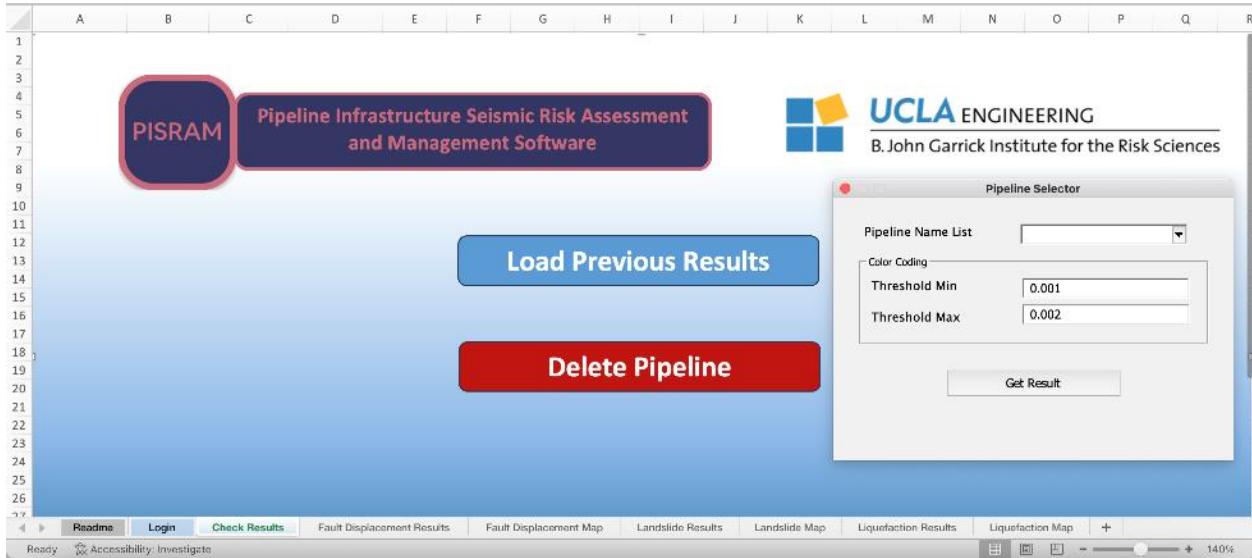 A B C D E F G H I J K L M N O P Q R
1
2
3
4
5
6
7
8
9
10
11
12
13
14
15
16
17
18
19
20
21
22
23
24
25
26
27
PISRAM
Pipeline Infrastructure Seismic Risk Assessment
and Management Software
UCLA ENGINEERING
B. John Garrick Institute for the Risk Sciences
Load Previous Results
Delete Pipeline
Pipeline Selector
Pipeline Name List
Color Coding
Threshold Min 0.001
Threshold Max 0.002
Get Result
Readme Login Check Results Fault Displacement Results Fault Displacement Map Landslide Results Landslide Map Liquefaction Results Liquefaction Map +
Ready Accessibility: Investigate - + 140%